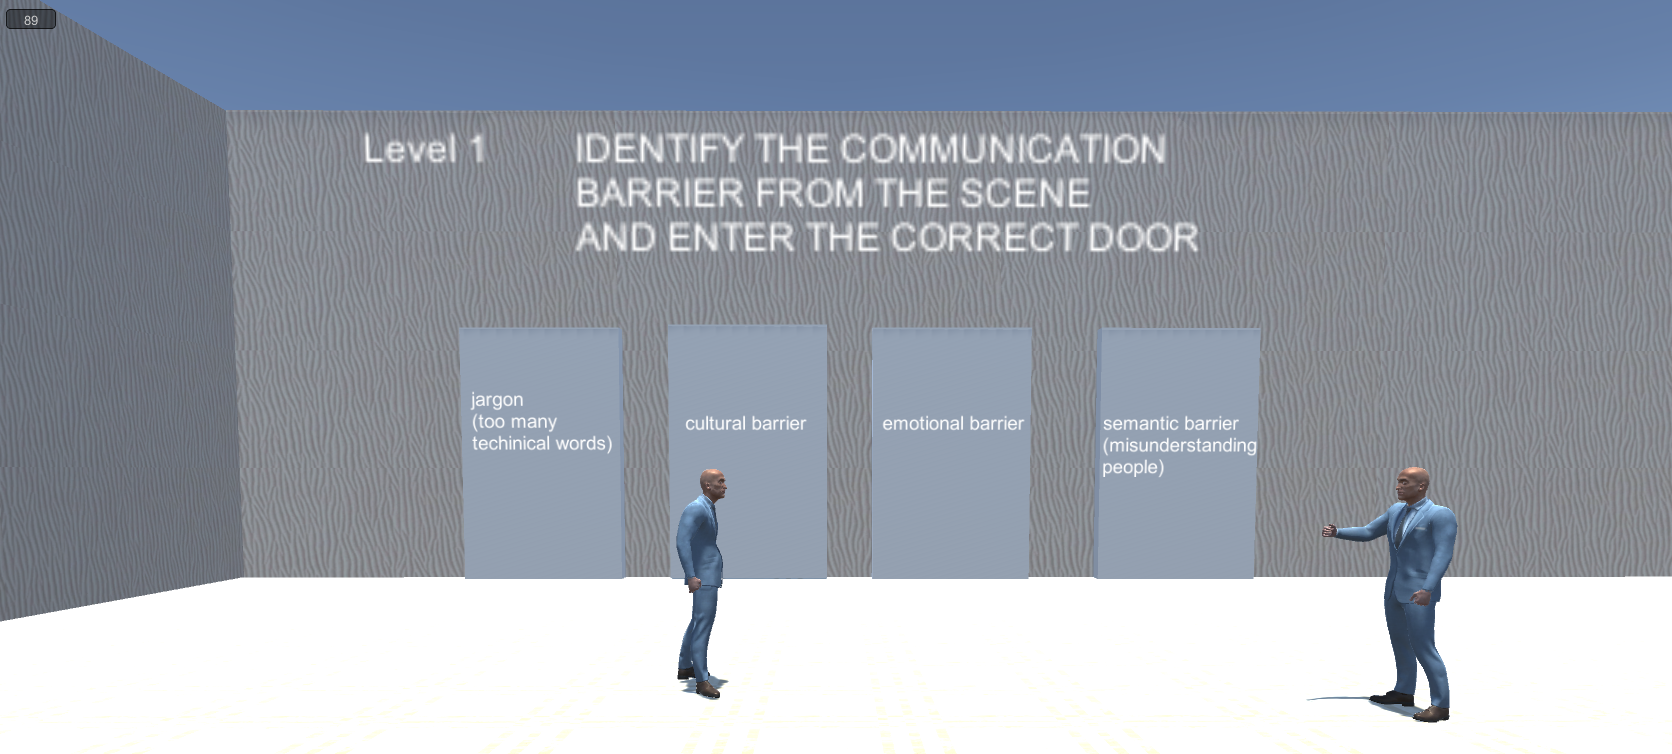 89
Level 1
IDENTIFY THE COMMUNICATION
BARRIER FROM THE SCENE
AND ENTER THE CORRECT DOOR
jargon
(too many
techinical words)
cultural barrier
emotional barrier
semantic barrier
(misunderstanding
people)